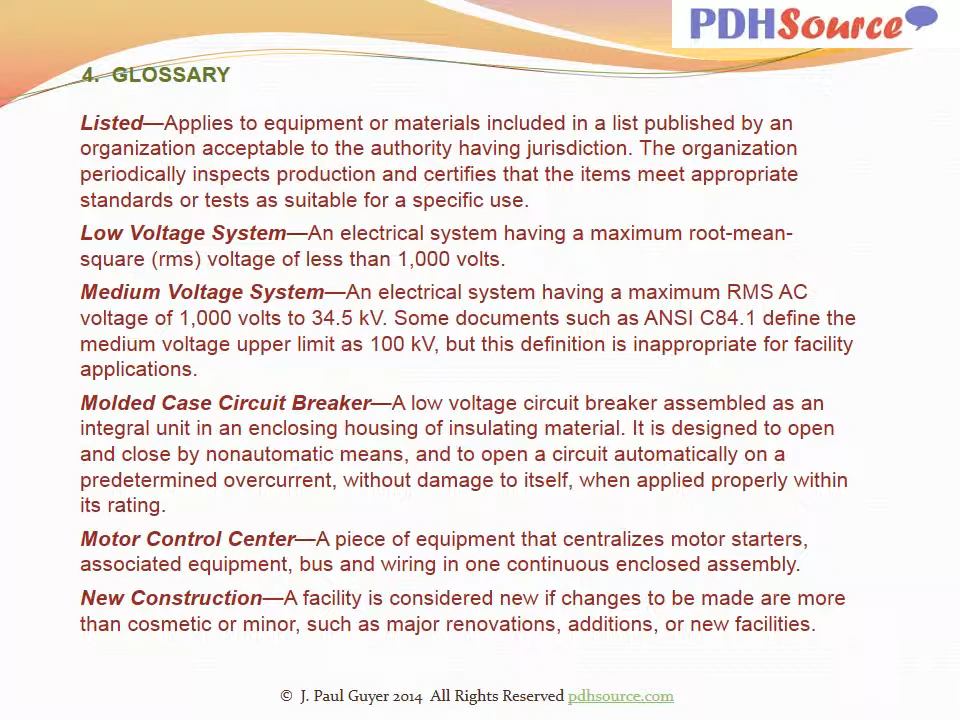 PDHSource
4. GLOSSARY
Listed—Applies to equipment or materials included in a list published by an
organization acceptable to the authority having jurisdiction. The organization
periodically inspects production and certifies that the items meet appropriate
standards or tests as suitable for a specific use.
Low Voltage System—An electrical system having a maximum root-mean-
square (rms) voltage of less than 1,000 volts.
Medium Voltage System—An electrical system having a maximum RMS AC
voltage of 1,000 volts to 34.5 kV. Some documents such as ANSI C84.1 define the
medium voltage upper limit as 100 kV, but this definition is inappropriate for facility
applications.
Molded Case Circuit Breaker—A low voltage circuit breaker assembled as an
integral unit in an enclosing housing of insulating material. It is designed to open
and close by nonautomatic means, and to open a circuit automatically on a
predetermined overcurrent, without damage to itself, when applied properly within
its rating.
Motor Control Center—A piece of equipment that centralizes motor starters,
associated equipment, bus and wiring in one continuous enclosed assembly.
New Construction—A facility is considered new if changes to be made are more
than cosmetic or minor, such as major renovations, additions, or new facilities.
© J. Paul Guyer 2014 All Rights Reserved pdhsource.com